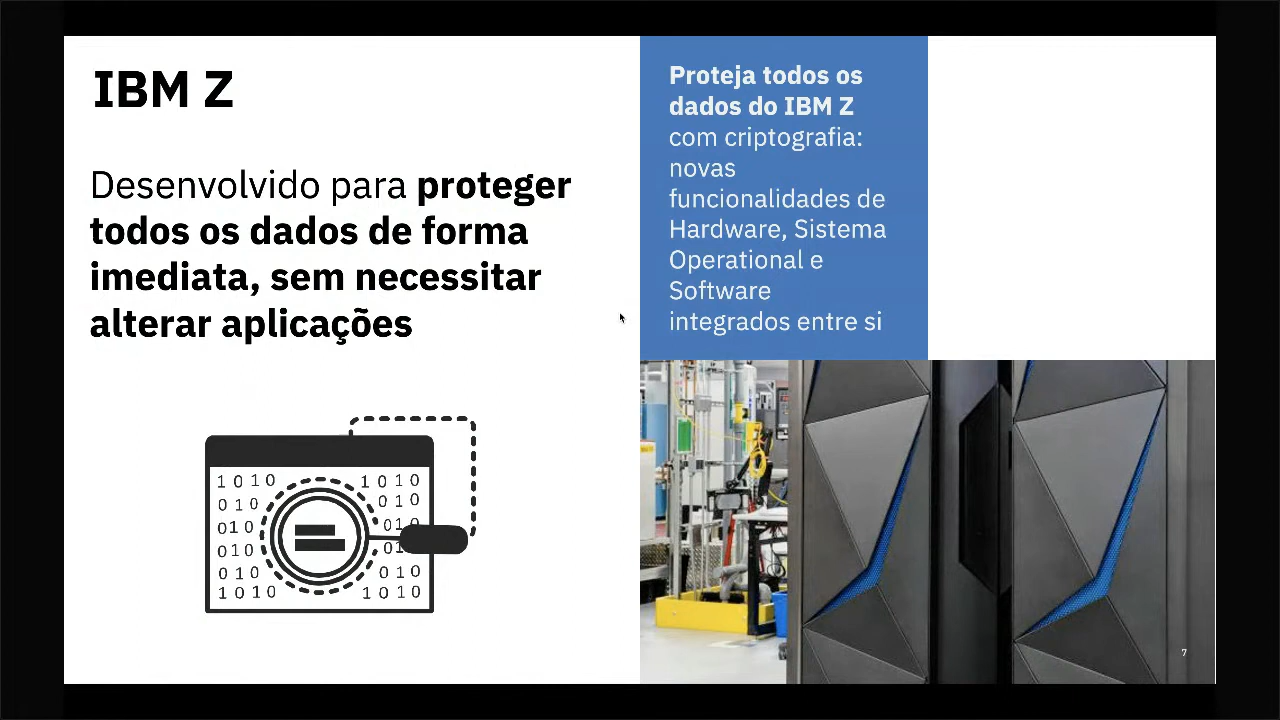 IBM Z
Desenvolvido para proteger
todos os dados de forma
imediata, sem necessitar
alterar aplicações
1 0 1 0 1 0 1 0
0 1 0 0 1 0
0 1 0 0 1 0
0 1 0 0 1
0 1 0 0 1 0
1 0 1 0 1 0 1 0
Proteja todos os
dados do IBM Z
com criptografia:
novas
funcionalidades de
Hardware, Sistema
Operational e
Software
integrados entre si
7